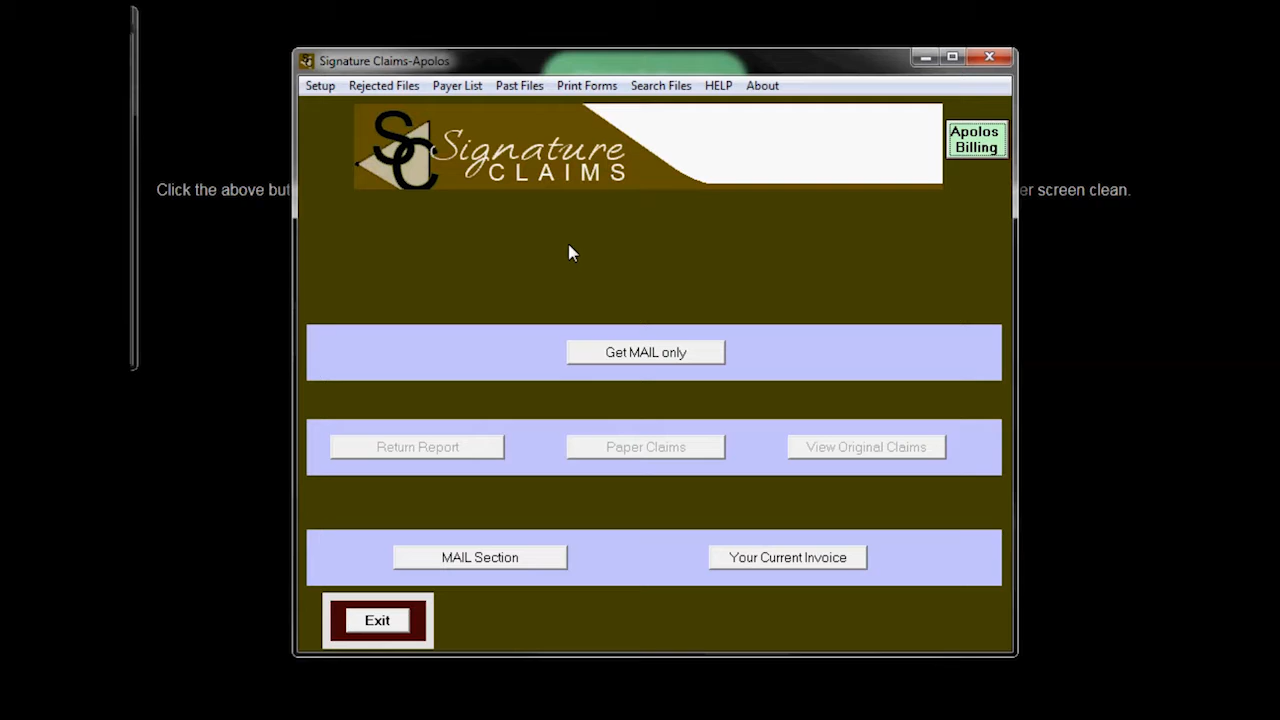 Signature Claims-Apolos
Setup Rejected Files Payer List Past Files Print Forms Search Files HELP About
SC Signature
CLAIMS
Apolos
Billing
Click the above but
er screen clean.
Get MAIL only
Return Report Paper Claims View Original Claims
MAIL Section Your Current Invoice
Exit